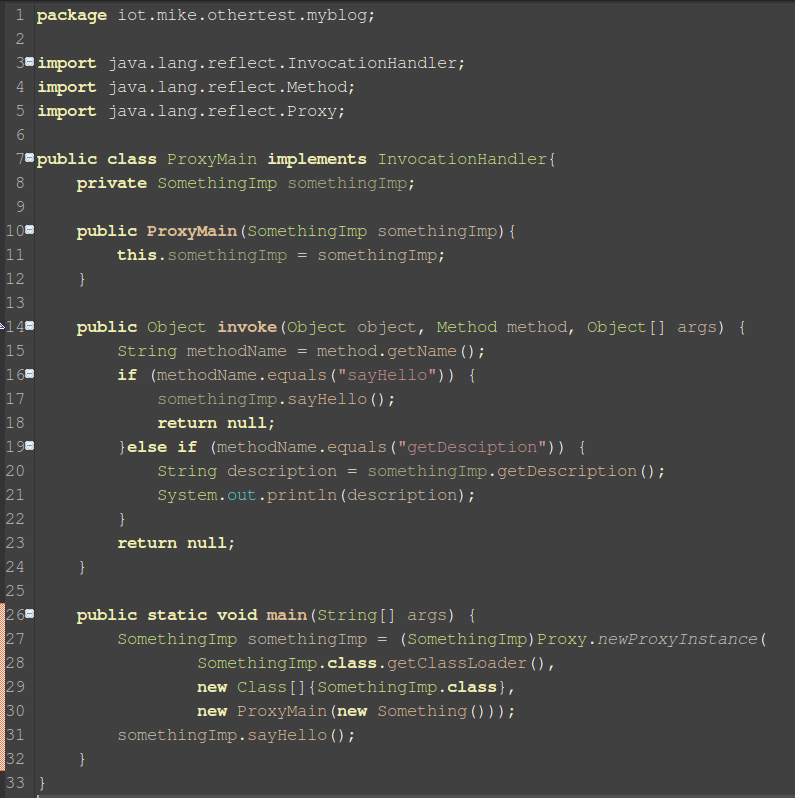 1 package iot.mike.othertest.myblog;
2
3 import java.lang.reflect.InvocationHandler;
4 import java.lang.reflect.Method;
5 import java.lang.reflect.Proxy;
6
7 public class ProxyMain implements InvocationHandler{
8     private SomethingImp somethingImp;
9
10     public ProxyMain(SomethingImp somethingImp){
11         this.somethingImp = somethingImp;
12     }
13
14     public Object invoke(Object object, Method method, Object[] args) {
15         String methodName = method.getName();
16         if (methodName.equals("sayHello")) {
17             somethingImp.sayHello();
18             return null;
19         }else if (methodName.equals("getDesciption")) {
20             String description = somethingImp.getDescription();
21             System.out.println(description);
22         }
23         return null;
24     }
25
26     public static void main(String[] args) {
27         SomethingImp somethingImp = (SomethingImp)Proxy.newProxyInstance(
28                 SomethingImp.class.getClassLoader(),
29                 new Class[]{SomethingImp.class},
30                 new ProxyMain(new Something()));
31         somethingImp.sayHello();
32     }
33 }